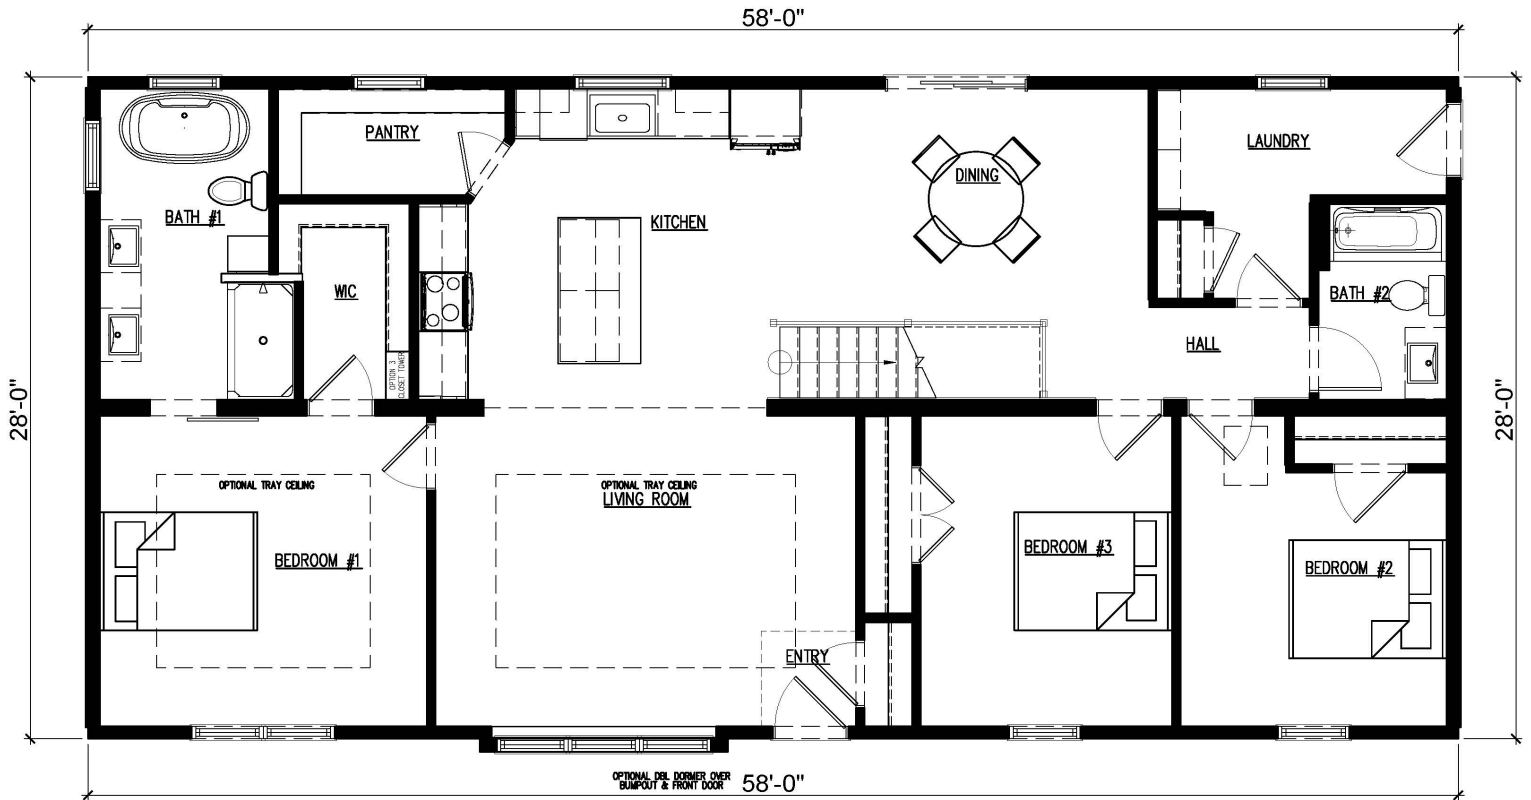 58'-0"
PANTRY
LAUNDRY
DINING
BATH #1
KITCHEN
WIC
BATH #2
HALL
OPTION 3
CLOSET TOWER
28'-0"
28'-0"
OPTIONAL TRAY CEILING
OPTIONAL TRAY CEILING
LIVING ROOM
BEDROOM #1
BEDROOM #3
BEDROOM #2
ENTRY
OPTIONAL DBL DORMER OVER
BUMPOUT & FRONT DOOR
58'-0"